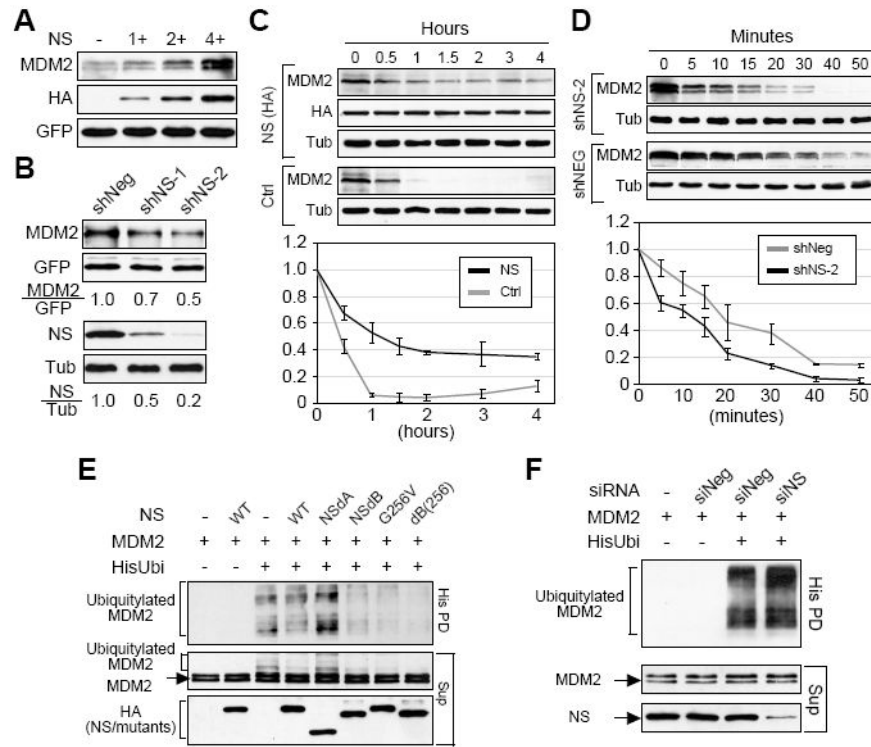 A
NS - 1+ 2+ 4+
MDM2
HA
GFP
B
shNeg shNS-1 shNS-2
MDM2
GFP
MDM2
GFP
1.0 0.7 0.5
NS
Tub
NS
Tub
1.0 0.5 0.2
C
Hours
0 0.5 1 1.5 2 3 4
NS (HA)
MDM2
HA
Tub
Ctrl
MDM2
Tub
1.2
1.0
0.8
0.6
0.4
0.2
0
NS
Ctrl
0 1 2 3 4
(hours)
D
Minutes
0 5 10 15 20 30 40 50
shNS-2
MDM2
Tub
shNEG
MDM2
Tub
1.2
1.0
0.8
0.6
0.4
0.2
0
shNeg
shNS-2
0 10 20 30 40 50
(minutes)
E
NS - WT - WT NSdA NSdB G256V dB(256)
MDM2 + + + + + + + +
HisUbi - - + + + + + +
Ubiquitylated
MDM2
His PD
Ubiquitylated
MDM2
MDM2
HA
(NS/mutants)
Sup
F
siRNA - siNeg siNeg siNS
MDM2 + + + +
HisUbi - - + +
Ubiquitylated
MDM2
His PD
MDM2
NS
Sup